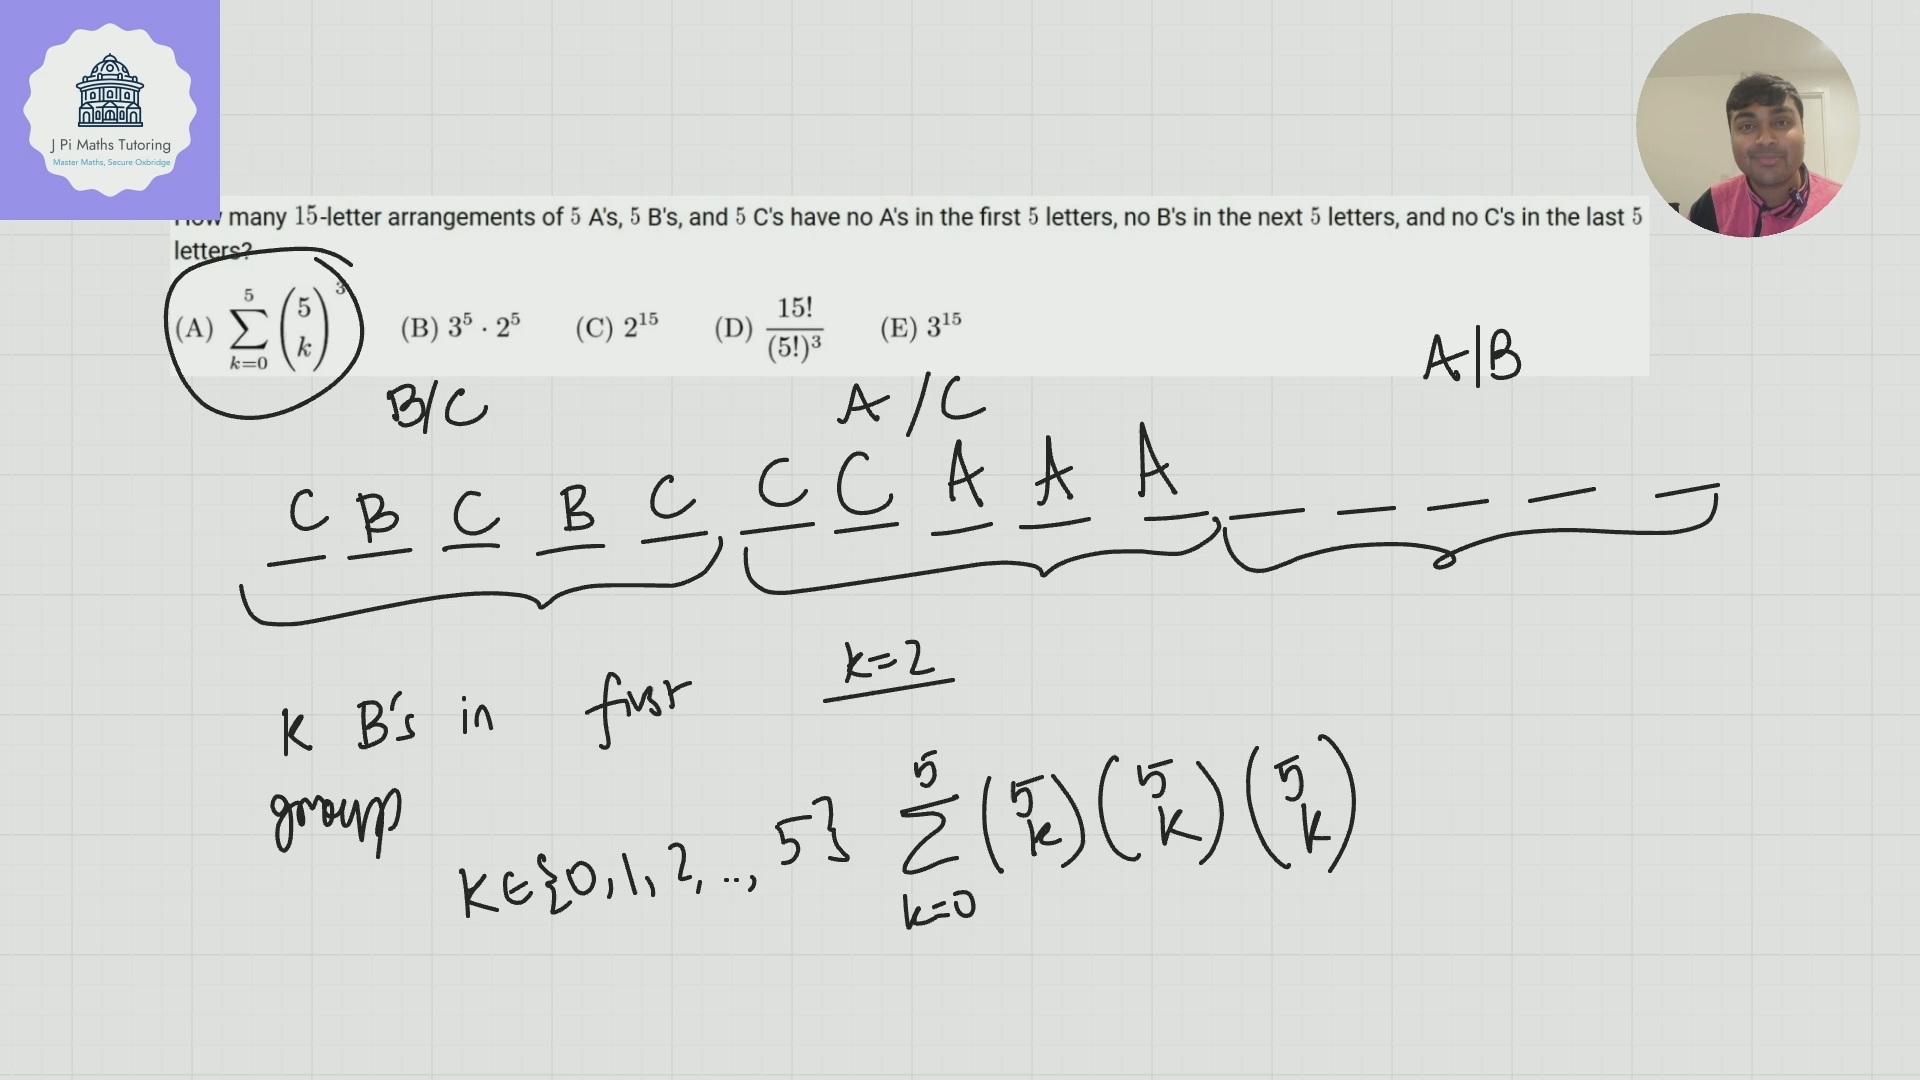 J Pi Maths Tutoring
Master Maths, Secure Oxbridge
How many 15-letter arrangements of 5 A's, 5 B's, and 5 C's have no A's in the first 5 letters, no B's in the next 5 letters, and no C's in the last 5
letters?
(A) \sum_{k=0}^{5} \binom{5}{k}^3 (B) 3^5 · 2^5 (C) 2^{15} (D) \frac{15!}{(5!)^3} (E) 3^{15}
B/C A/C A|B
C B C B C C C A A A
k=2
K B's in first
group
K∈{0,1,2,..,5} \sum_{k=0}^{5} \binom{5}{k} \binom{5}{k} \binom{5}{k}